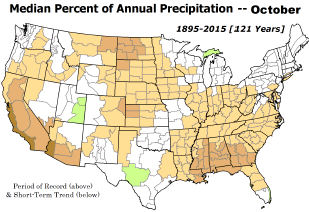 Median Percent of Annual Precipitation -- October
1895-2015 [121 Years]
Period of Record (above)
& Short-Term Trend (below)